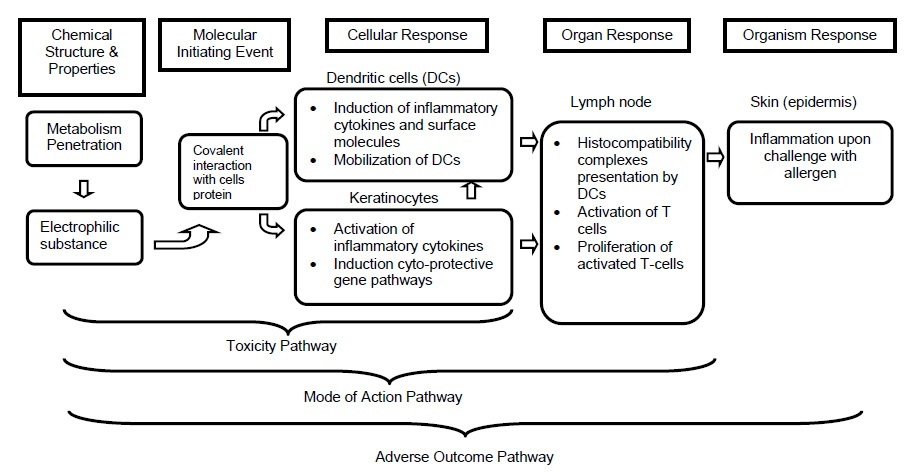 Chemical
Structure &
Properties
Molecular
Initiating Event
Cellular Response
Organ Response
Organism Response
Metabolism
Penetration
Electrophilic
substance
Covalent
interaction
with cells
protein
Dendritic cells (DCs)
• Induction of inflammatory
cytokines and surface
molecules
• Mobilization of DCs
Keratinocytes
• Activation of
inflammatory cytokines
• Induction cyto-protective
gene pathways
Lymph node
• Histocompatibility
complexes
presentation by
DCs
• Activation of T
cells
• Proliferation of
activated T-cells
Skin (epidermis)
Inflammation upon
challenge with
allergen
Toxicity Pathway
Mode of Action Pathway
Adverse Outcome Pathway